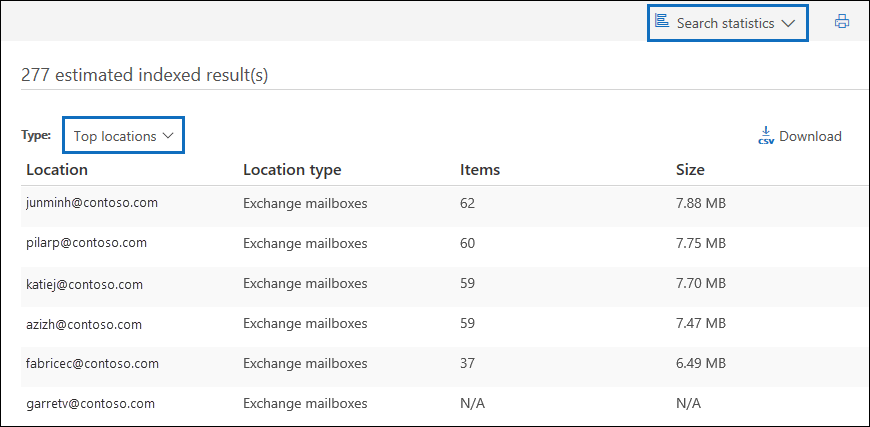 Search statistics
277 estimated indexed result(s)
Type: Top locations
CSV Download
Location Location type Items Size
junminh@contoso.com Exchange mailboxes 62 7.88 MB
pilarp@contoso.com Exchange mailboxes 60 7.75 MB
katiej@contoso.com Exchange mailboxes 59 7.70 MB
azizh@contoso.com Exchange mailboxes 59 7.47 MB
fabricec@contoso.com Exchange mailboxes 37 6.49 MB
garretv@contoso.com Exchange mailboxes N/A N/A